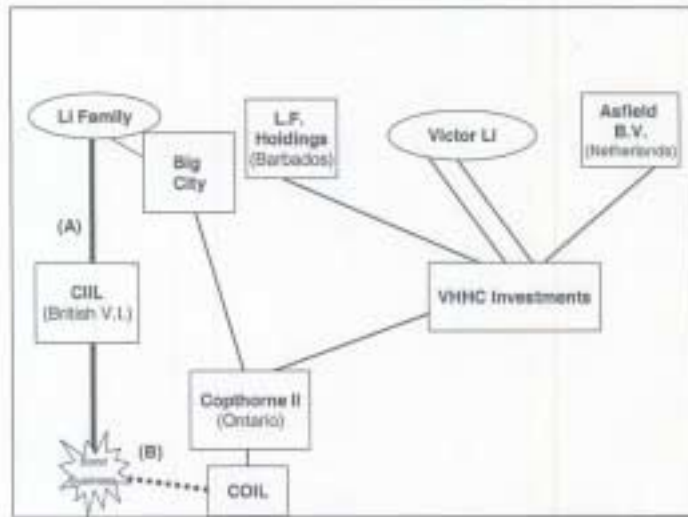 Li Family
Big
City
L.F.
Holdings
(Barbados)
Victor Li
Asfield
B.V.
(Netherlands)
(A)
CIIL
(British V.I.)
VHHC Investments
Copthorne II
(Ontario)
(B)
COIL